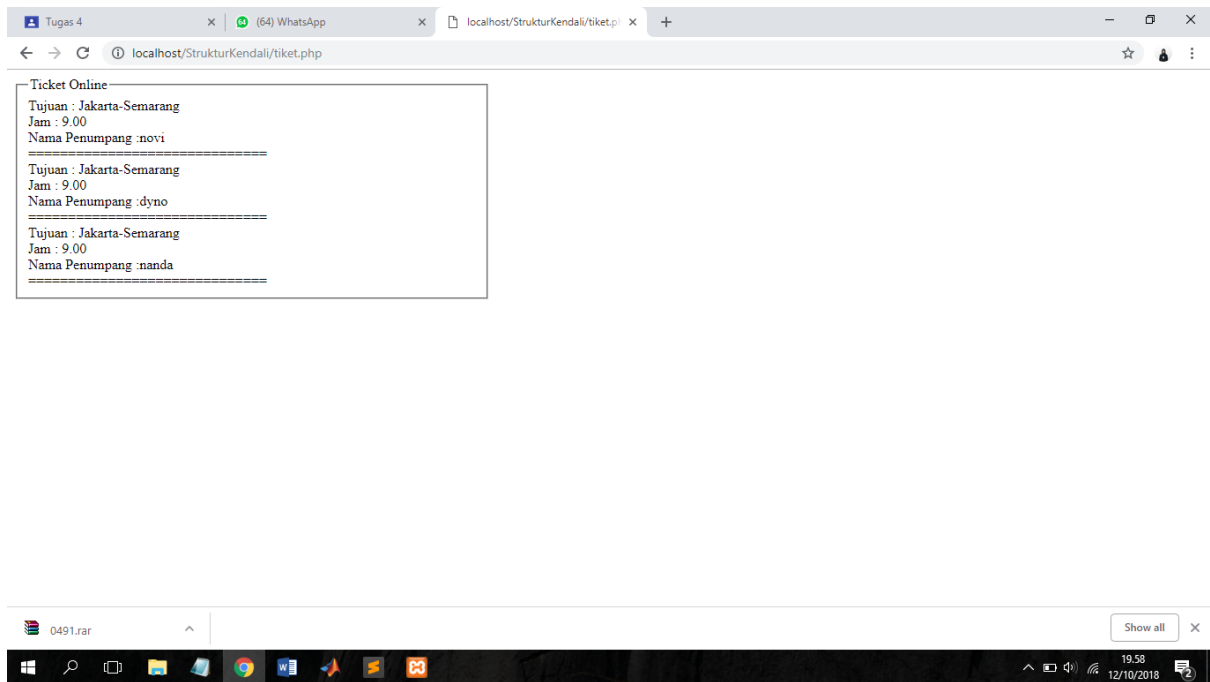 Tugas 4
64
(64) WhatsApp
localhost/StrukturKendali/tiket.p
localhost/StrukturKendali/tiket.php
Ticket Online
Tujuan : Jakarta-Semarang
Jam : 9.00
Nama Penumpang :novi
==============================
Tujuan : Jakarta-Semarang
Jam : 9.00
Nama Penumpang :dyno
==============================
Tujuan : Jakarta-Semarang
Jam : 9.00
Nama Penumpang :nanda
==============================
0491.rar
Show all
19.58
12/10/2018
2